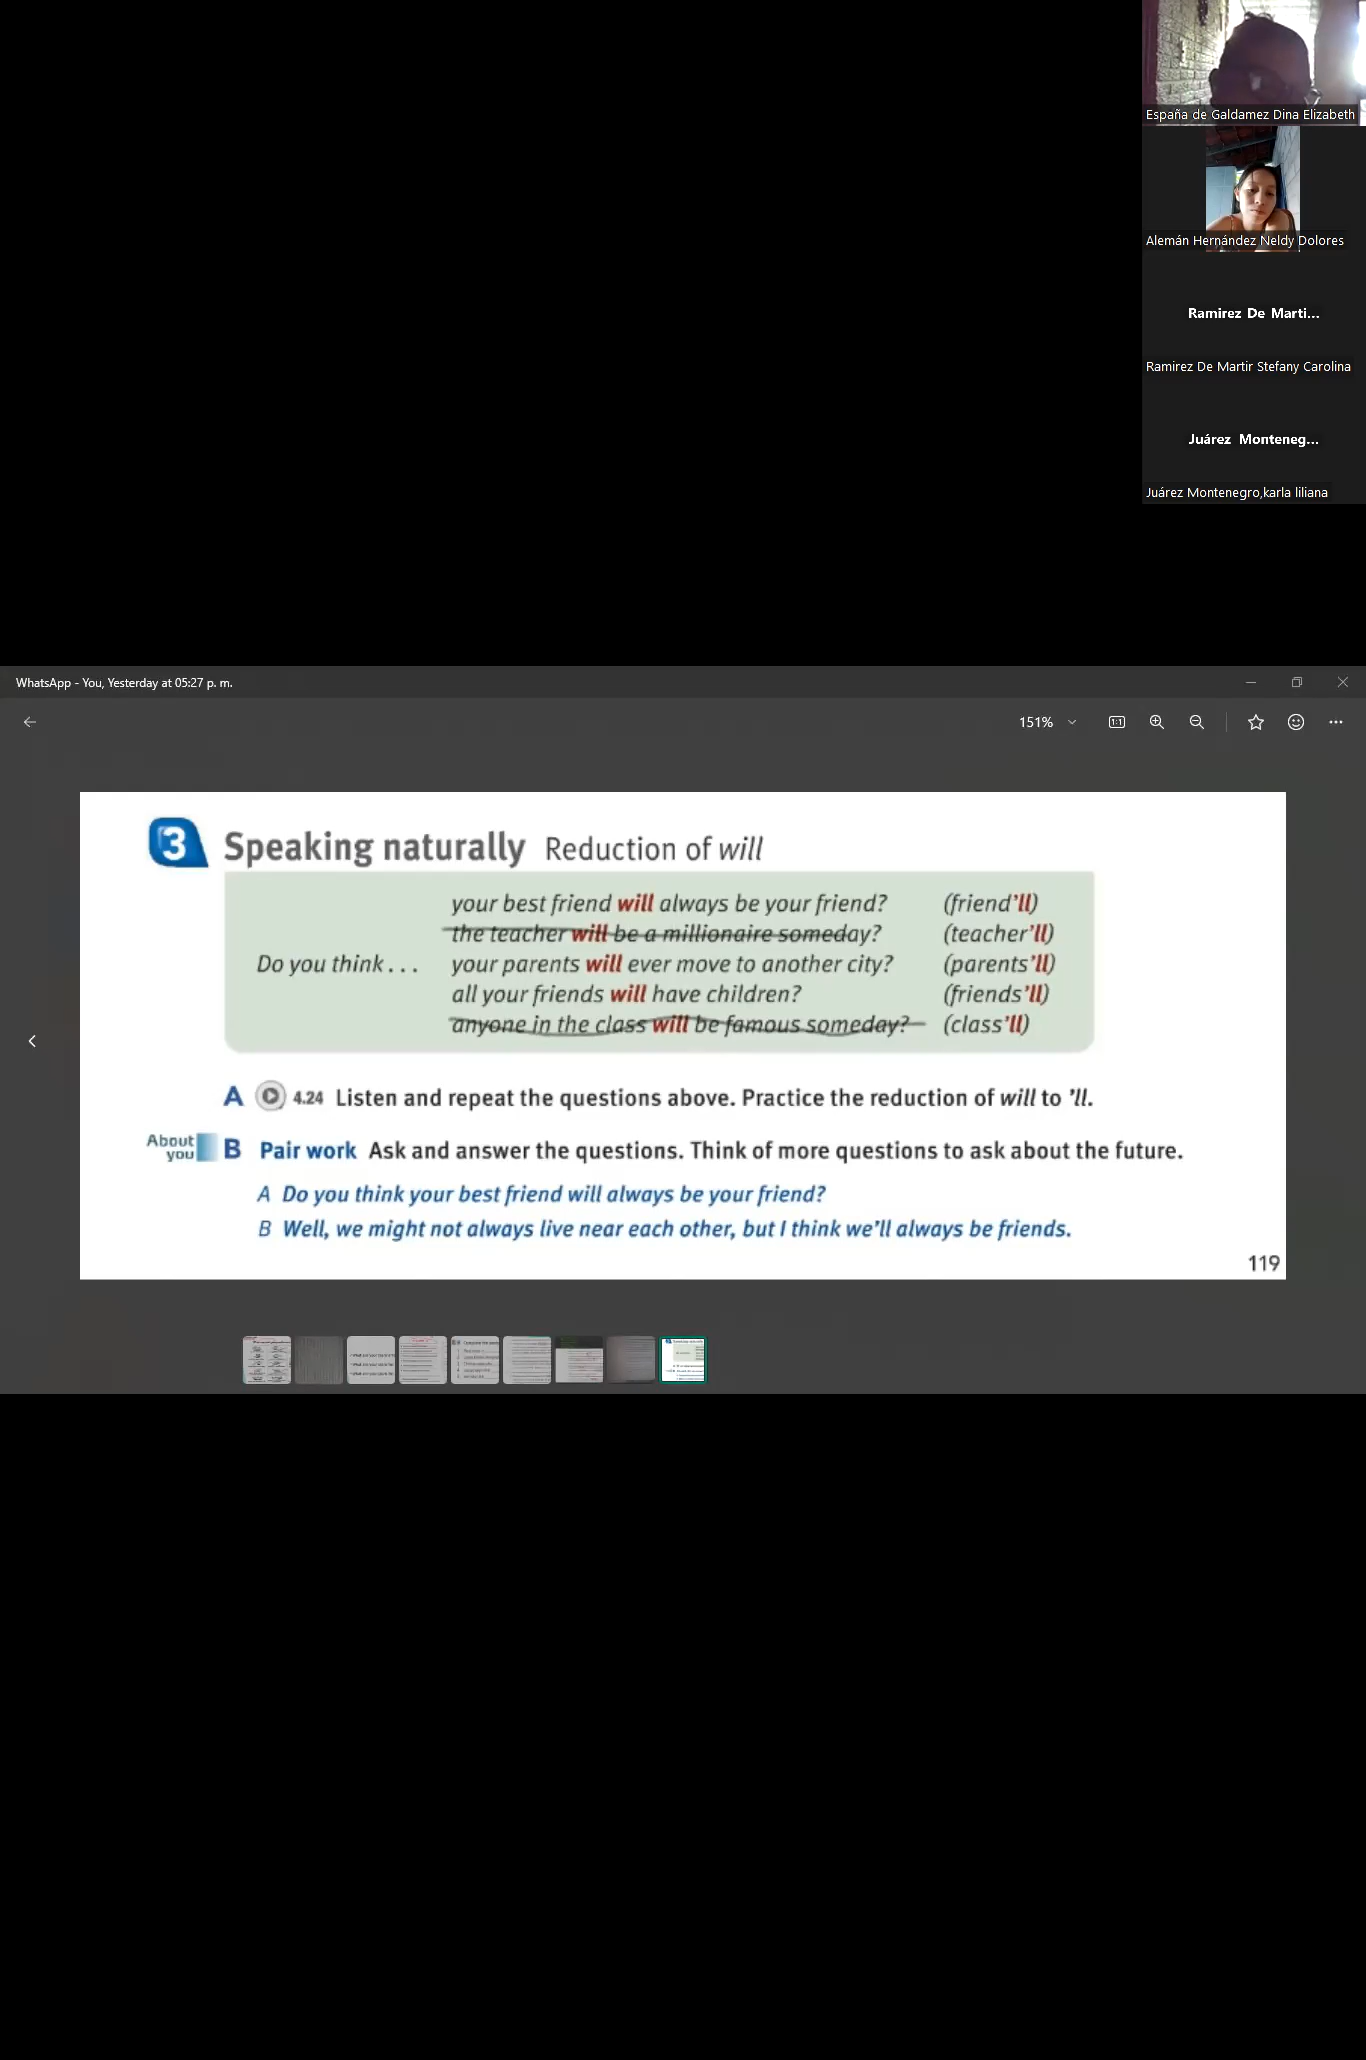 España de Galdamez Dina Elizabeth
Alemán Hernández Neldy Dolores
Ramirez De Marti...
Ramirez De Martir Stefany Carolina
Juárez Monteneg...
Juárez Montenegro,karla liliana
WhatsApp - You, Yesterday at 05:27 p. m.
151%
3 Speaking naturally Reduction of will
your best friend will always be your friend? (friend'll)
the teacher will be a millionaire someday? (teacher'll)
Do you think . . . your parents will ever move to another city? (parents'll)
all your friends will have children? (friends'll)
anyone in the class will be famous someday? (class'll)
A 4.24 Listen and repeat the questions above. Practice the reduction of will to 'll.
About you B Pair work Ask and answer the questions. Think of more questions to ask about the future.
A Do you think your best friend will always be your friend?
B Well, we might not always live near each other, but I think we'll always be friends.
119